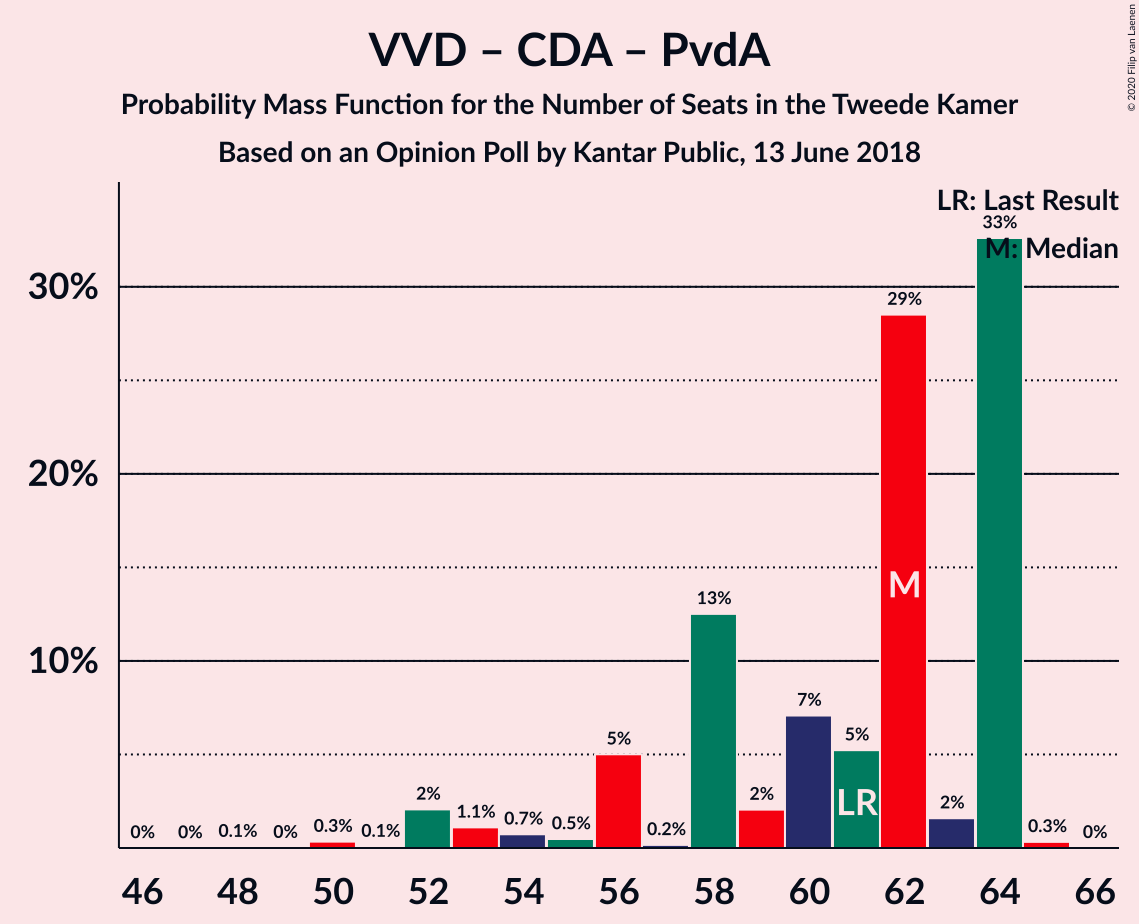 VVD – CDA – PvdA
Probability Mass Function for the Number of Seats in the Tweede Kamer
Based on an Opinion Poll by Kantar Public, 13 June 2018
© 2020 Filip van Laenen
LR: Last Result
M: Median
30%
20%
10%
0% 0% 0.1% 0% 0.3% 0.1% 2% 1.1% 0.7% 0.5% 5% 0.2% 13% 2% 7% 5% 29% 2% 33% 0.3% 0%
M
LR
46 48 50 52 54 56 58 60 62 64 66